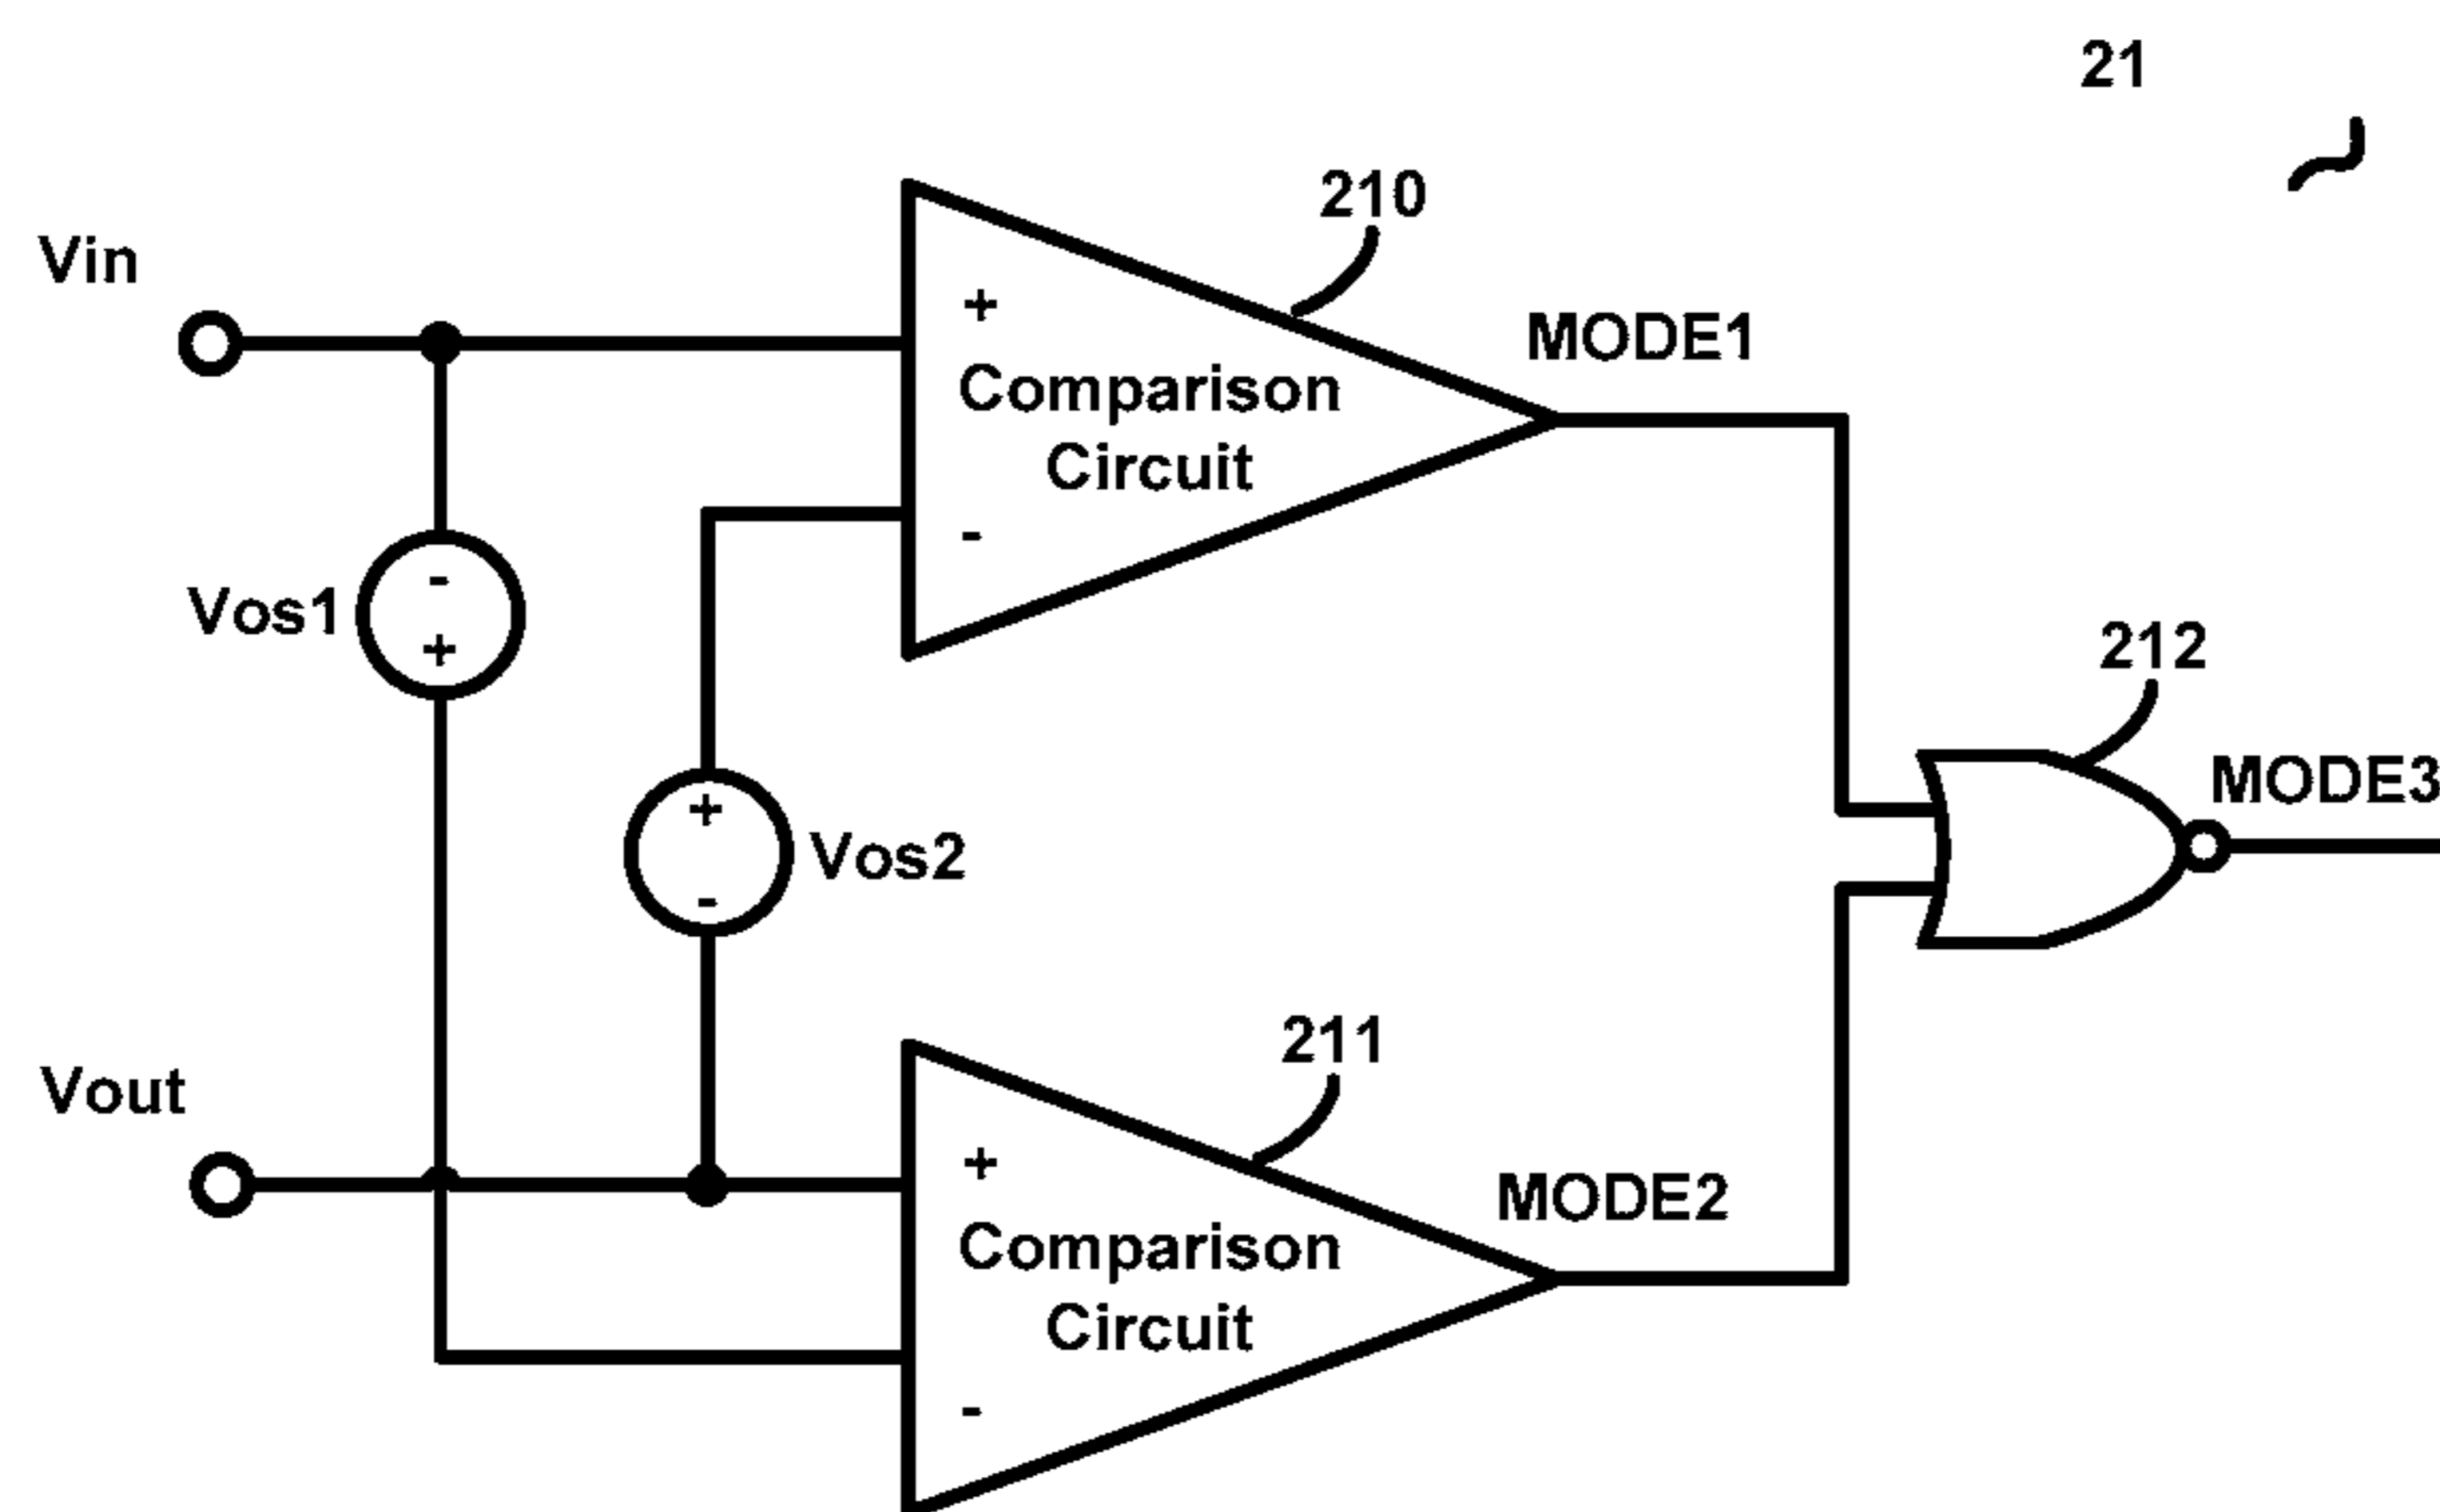 21
210
Vin
+
MODE1
Comparison
Circuit
-
-
Vos1
+
212
MODE3
+
Vos2
-
211
Vout
+
MODE2
Comparison
Circuit
-